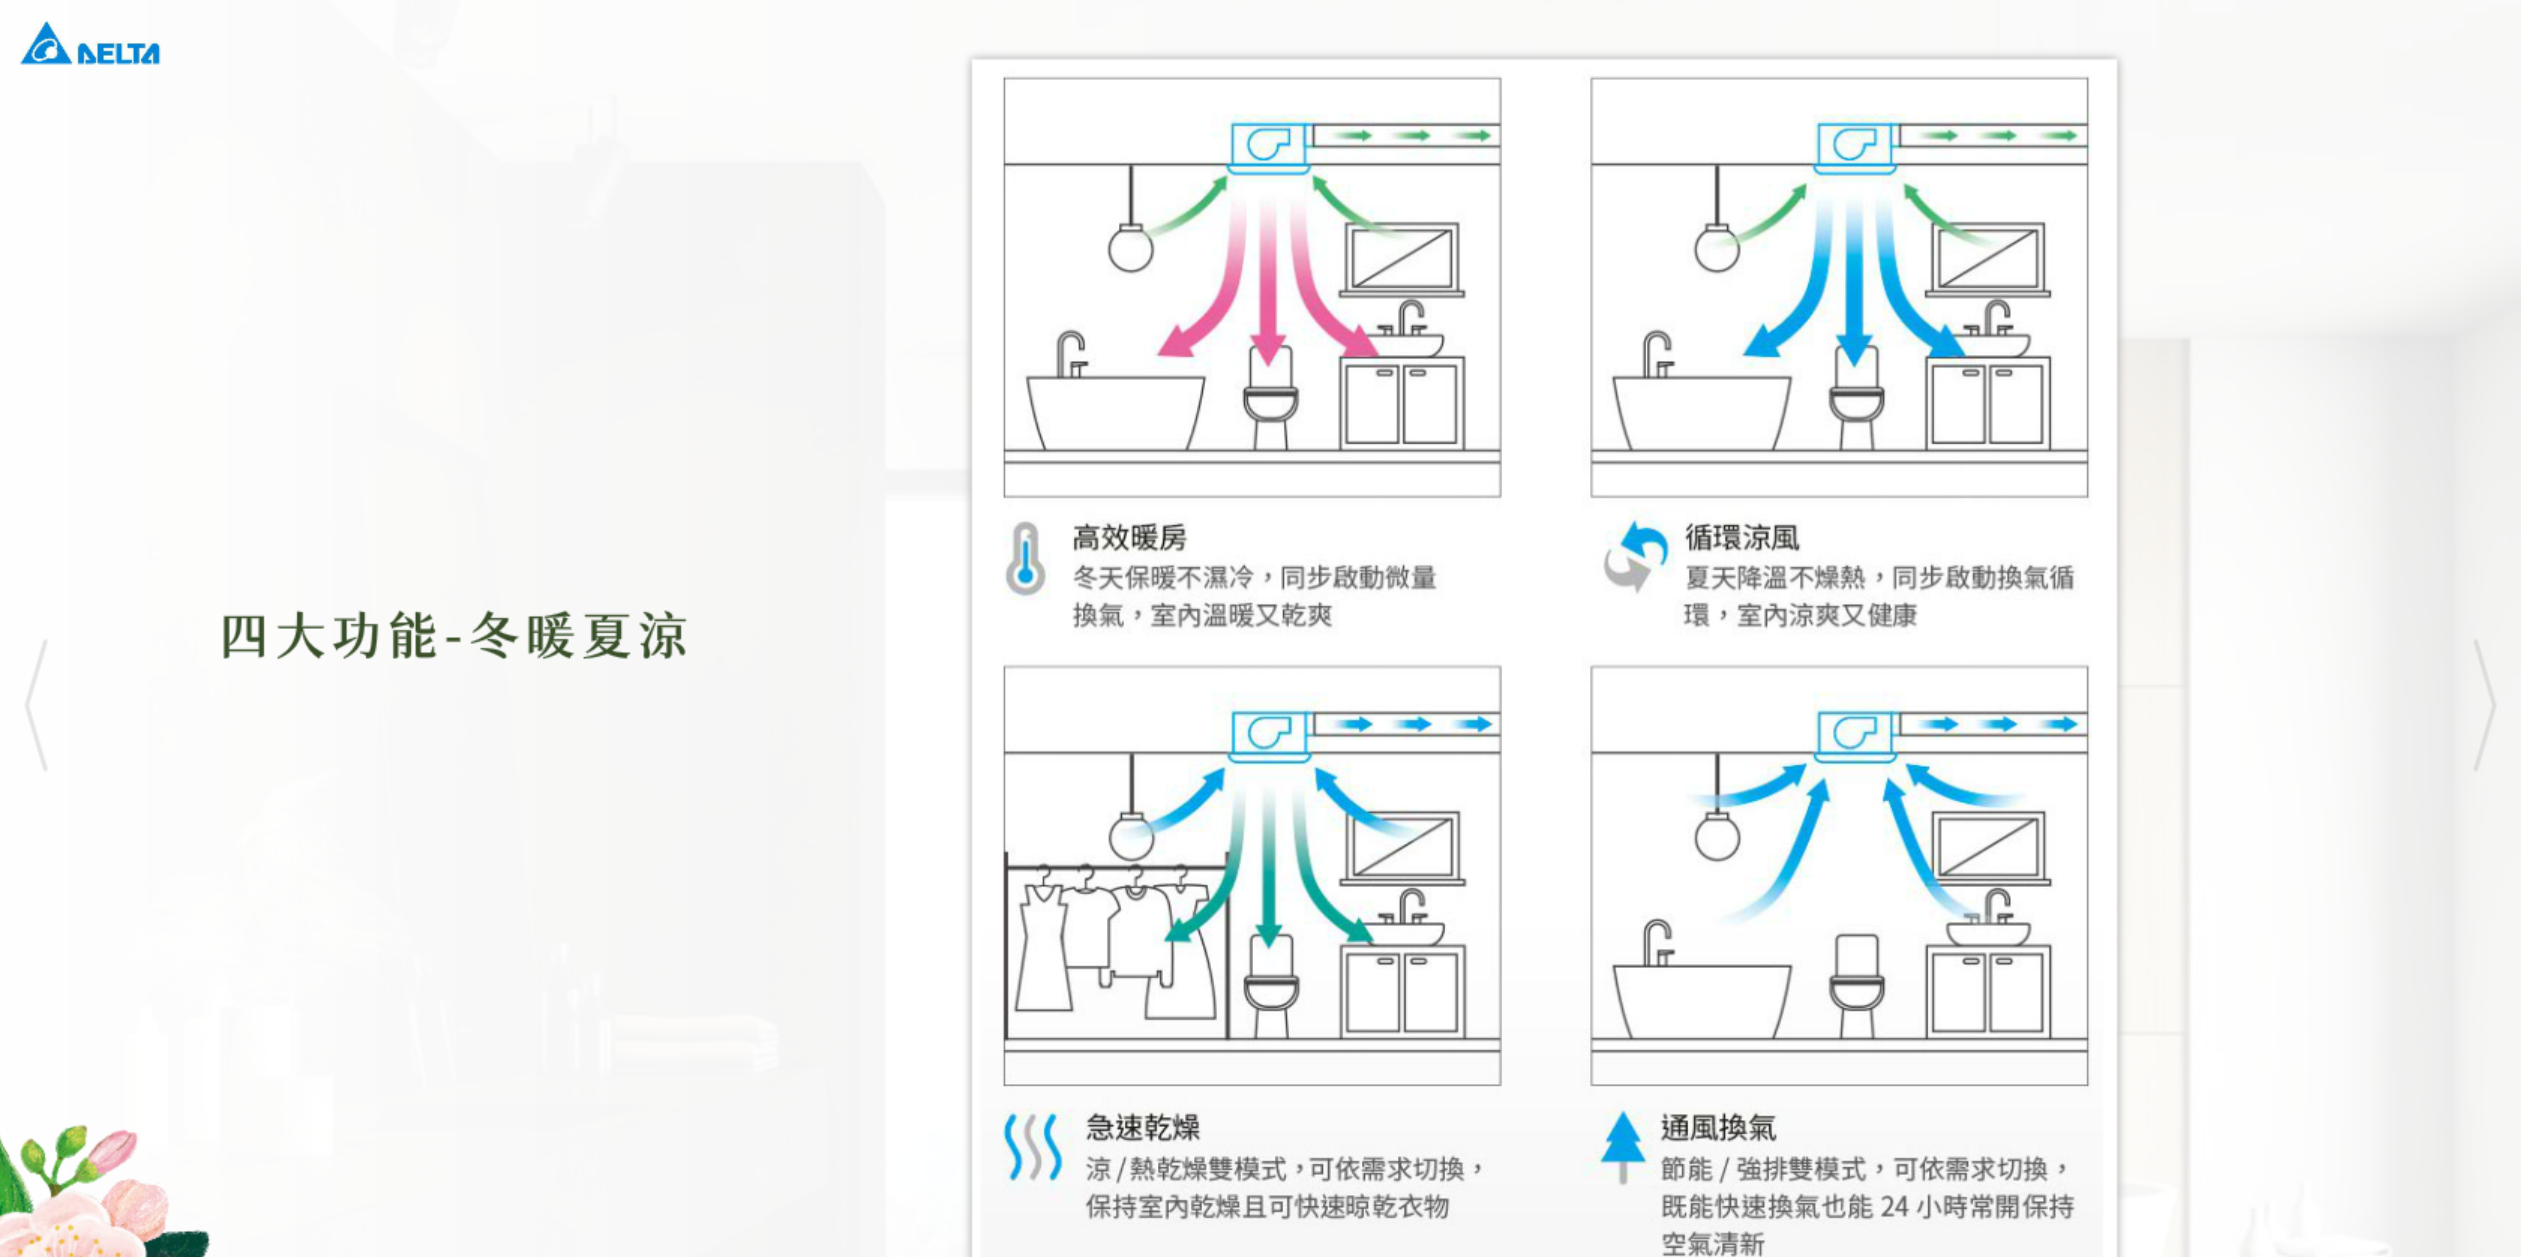 DELTA
四大功能-冬暖夏涼
高效暖房
冬天保暖不濕冷，同步啟動微量
換氣，室內溫暖又乾爽
循環涼風
夏天降溫不燥熱，同步啟動換氣循
環，室內涼爽又健康
急速乾燥
涼/熱乾燥雙模式，可依需求切換，
保持室內乾燥且可快速晾乾衣物
通風換氣
節能/強排雙模式，可依需求切換，
既能快速換氣也能 24 小時常開保持
空氣清新